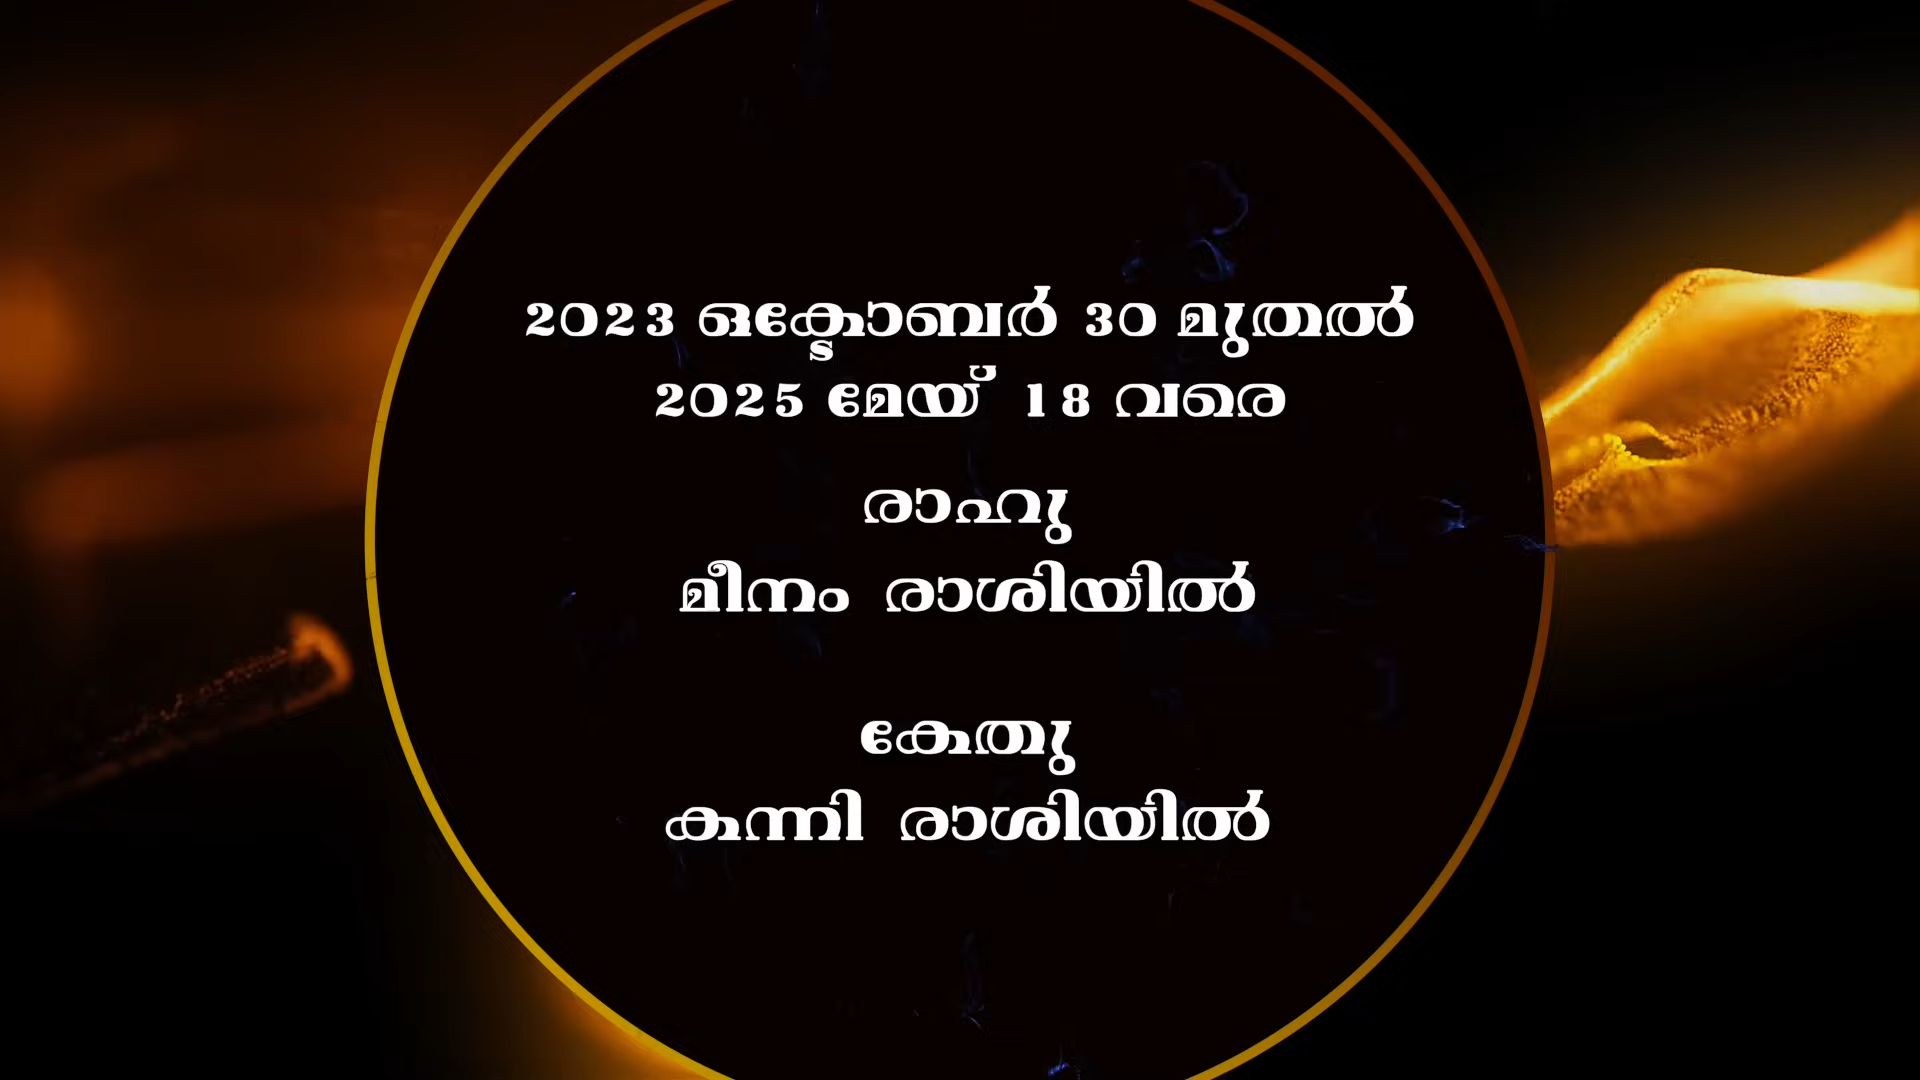 2023 ഒക്ടോബർ 30 മുതൽ
2025 മേയ് 18 വരെ
രാഹു
മീനം രാശിയിൽ
കേതു
കന്നി രാശിയിൽ